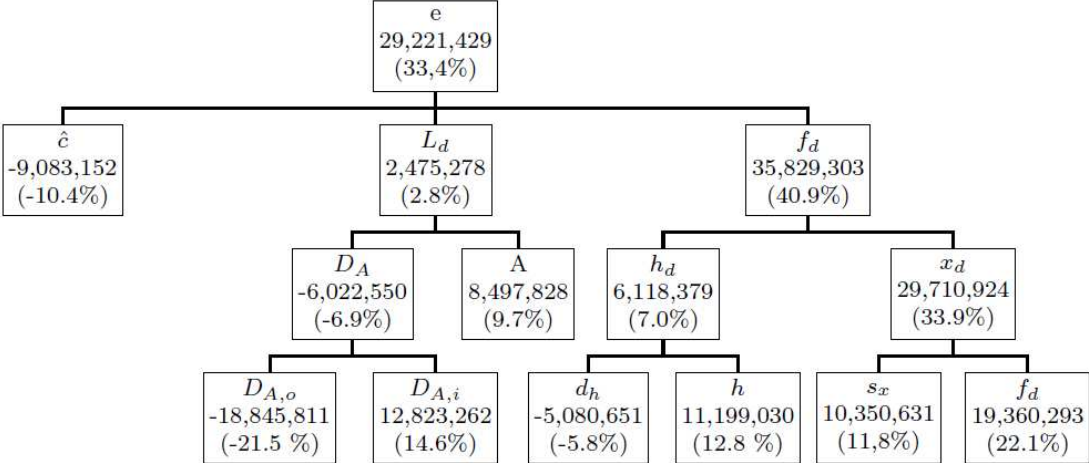 e
29,221,429
(33,4%)
ĉ
-9,083,152
(-10.4%)
L_d
2,475,278
(2.8%)
f_d
35,829,303
(40.9%)
D_A
-6,022,550
(-6.9%)
A
8,497,828
(9.7%)
h_d
6,118,379
(7.0%)
x_d
29,710,924
(33.9%)
D_{A,o}
-18,845,811
(-21.5 %)
D_{A,i}
12,823,262
(14.6%)
d_h
-5,080,651
(-5.8%)
h
11,199,030
(12.8 %)
s_x
10,350,631
(11,8%)
f_d
19,360,293
(22.1%)